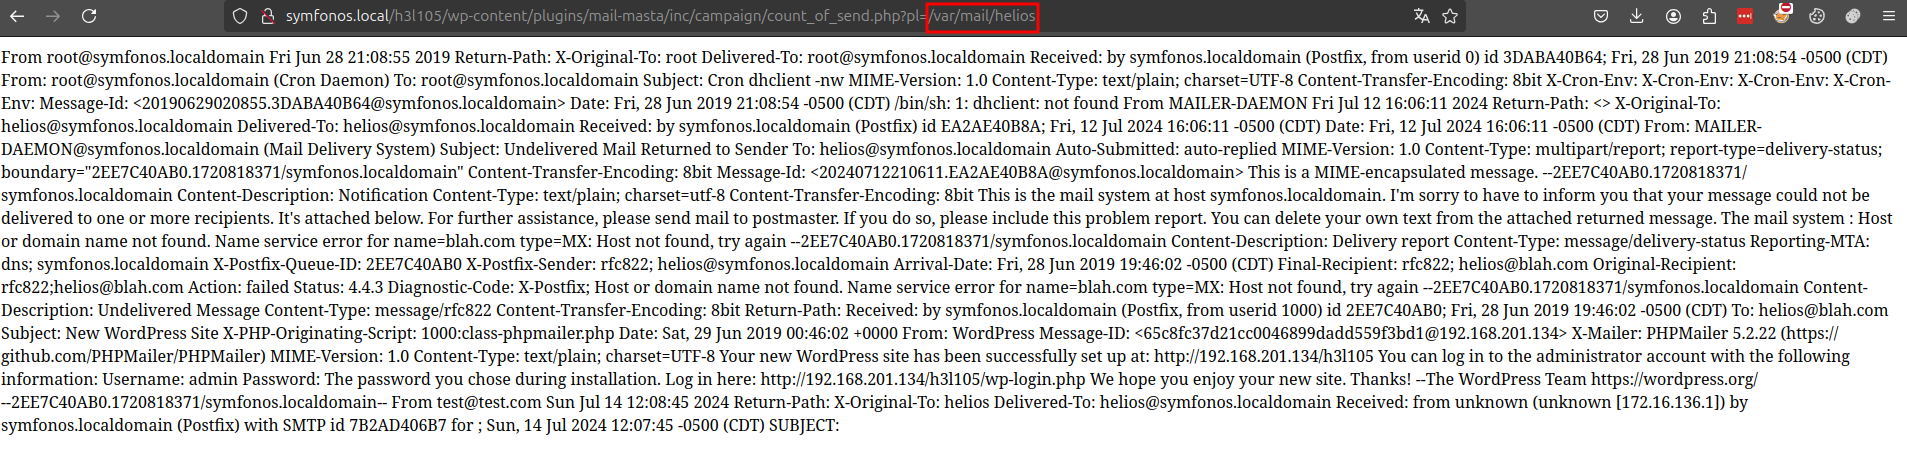 symfonos.local/h3l105/wp-content/plugins/mail-masta/inc/campaign/count_of_send.php?pl=/var/mail/helios
From root@symfonos.localdomain Fri Jun 28 21:08:55 2019 Return-Path: X-Original-To: root Delivered-To: root@symfonos.localdomain Received: by symfonos.localdomain (Postfix, from userid 0) id 3DABA40B64; Fri, 28 Jun 2019 21:08:54 -0500 (CDT)
From: root@symfonos.localdomain (Cron Daemon) To: root@symfonos.localdomain Subject: Cron dhclient -nw MIME-Version: 1.0 Content-Type: text/plain; charset=UTF-8 Content-Transfer-Encoding: 8bit X-Cron-Env: X-Cron-Env: X-Cron-Env: X-Cron-
Env: Message-Id: <20190629020855.3DABA40B64@symfonos.localdomain> Date: Fri, 28 Jun 2019 21:08:54 -0500 (CDT) /bin/sh: 1: dhclient: not found From MAILER-DAEMON Fri Jul 12 16:06:11 2024 Return-Path: <> X-Original-To:
helios@symfonos.localdomain Delivered-To: helios@symfonos.localdomain Received: by symfonos.localdomain (Postfix) id EA2AE40B8A; Fri, 12 Jul 2024 16:06:11 -0500 (CDT) Date: Fri, 12 Jul 2024 16:06:11 -0500 (CDT) From: MAILER-
DAEMON@symfonos.localdomain (Mail Delivery System) Subject: Undelivered Mail Returned to Sender To: helios@symfonos.localdomain Auto-Submitted: auto-replied MIME-Version: 1.0 Content-Type: multipart/report; report-type=delivery-status;
boundary="2EE7C40AB0.1720818371/symfonos.localdomain" Content-Transfer-Encoding: 8bit Message-Id: <20240712210611.EA2AE40B8A@symfonos.localdomain> This is a MIME-encapsulated message. --2EE7C40AB0.1720818371/
symfonos.localdomain Content-Description: Notification Content-Type: text/plain; charset=utf-8 Content-Transfer-Encoding: 8bit This is the mail system at host symfonos.localdomain. I'm sorry to have to inform you that your message could not be
delivered to one or more recipients. It's attached below. For further assistance, please send mail to postmaster. If you do so, please include this problem report. You can delete your own text from the attached returned message. The mail system : Host
or domain name not found. Name service error for name=blah.com type=MX: Host not found, try again --2EE7C40AB0.1720818371/symfonos.localdomain Content-Description: Delivery report Content-Type: message/delivery-status Reporting-MTA:
dns; symfonos.localdomain X-Postfix-Queue-ID: 2EE7C40AB0 X-Postfix-Sender: rfc822; helios@symfonos.localdomain Arrival-Date: Fri, 28 Jun 2019 19:46:02 -0500 (CDT) Final-Recipient: rfc822; helios@blah.com Original-Recipient:
rfc822;helios@blah.com Action: failed Status: 4.4.3 Diagnostic-Code: X-Postfix; Host or domain name not found. Name service error for name=blah.com type=MX: Host not found, try again --2EE7C40AB0.1720818371/symfonos.localdomain Content-
Description: Undelivered Message Content-Type: message/rfc822 Content-Transfer-Encoding: 8bit Return-Path: Received: by symfonos.localdomain (Postfix, from userid 1000) id 2EE7C40AB0; Fri, 28 Jun 2019 19:46:02 -0500 (CDT) To: helios@blah.com
Subject: New WordPress Site X-PHP-Originating-Script: 1000:class-phpmailer.php Date: Sat, 29 Jun 2019 00:46:02 +0000 From: WordPress Message-ID: <65c8fc37d21cc0046899dadd559f3bd1@192.168.201.134> X-Mailer: PHPMailer 5.2.22 (https://
github.com/PHPMailer/PHPMailer) MIME-Version: 1.0 Content-Type: text/plain; charset=UTF-8 Your new WordPress site has been successfully set up at: http://192.168.201.134/h3l105 You can log in to the administrator account with the following
information: Username: admin Password: The password you chose during installation. Log in here: http://192.168.201.134/h3l105/wp-login.php We hope you enjoy your new site. Thanks! --The WordPress Team https://wordpress.org/
--2EE7C40AB0.1720818371/symfonos.localdomain-- From test@test.com Sun Jul 14 12:08:45 2024 Return-Path: X-Original-To: helios Delivered-To: helios@symfonos.localdomain Received: from unknown (unknown [172.16.136.1]) by
symfonos.localdomain (Postfix) with SMTP id 7B2AD406B7 for ; Sun, 14 Jul 2024 12:07:45 -0500 (CDT) SUBJECT: